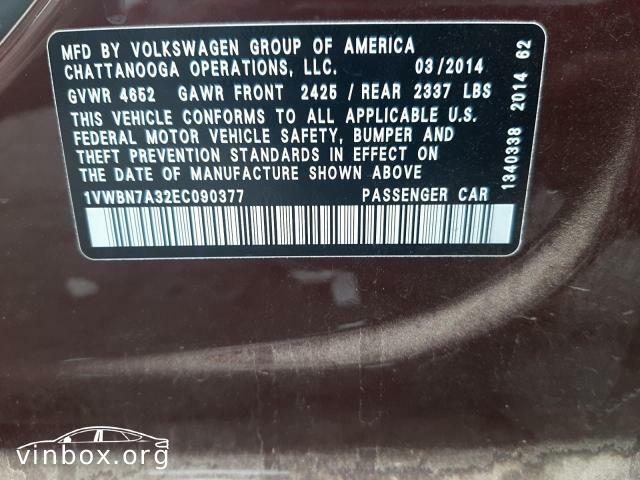 MFD BY VOLKSWAGEN GROUP OF AMERICA
CHATTANOOGA OPERATIONS, LLC. 03/2014
GVWR 4652 GAWR FRONT 2425 / REAR 2337 LBS
THIS VEHICLE CONFORMS TO ALL APPLICABLE U.S.
FEDERAL MOTOR VEHICLE SAFETY, BUMPER AND
THEFT PREVENTION STANDARDS IN EFFECT ON
THE DATE OF MANUFACTURE SHOWN ABOVE
1VWBN7A32EC090377 PASSENGER CAR
1340338 2014 62
vinbox.org